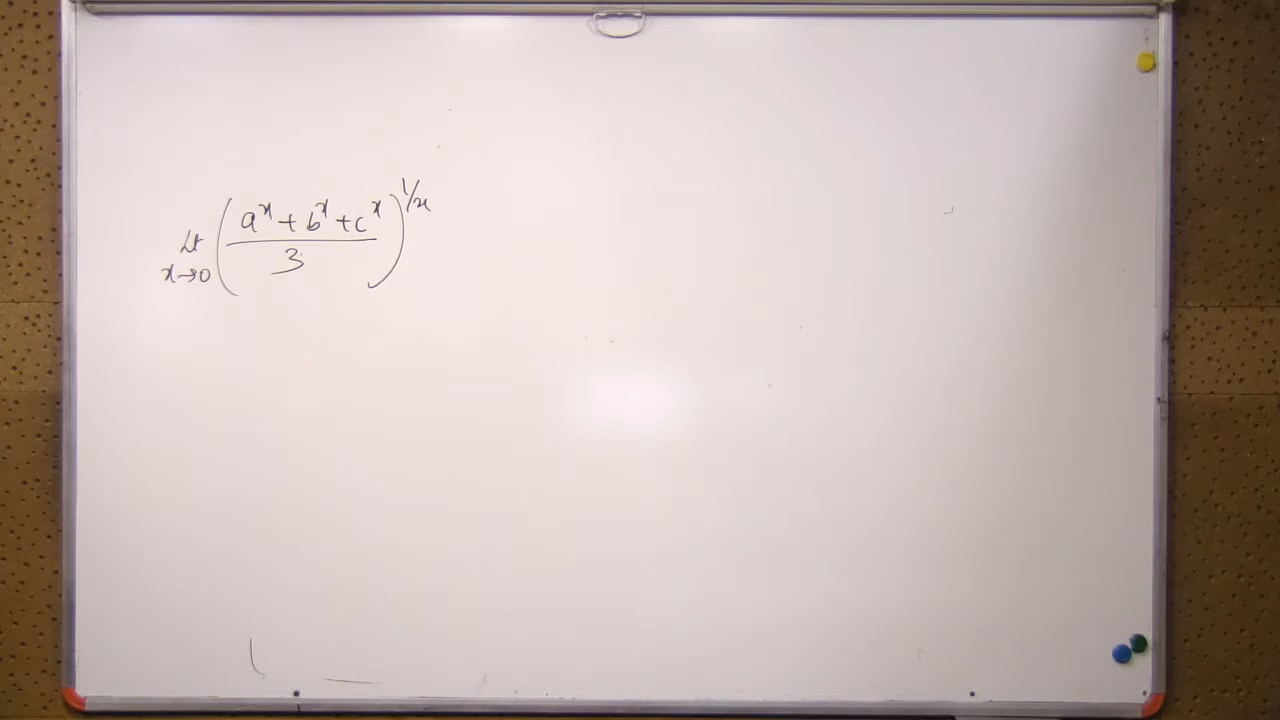 Lt x→0 (a^x + b^x + c^x / 3)^1/x